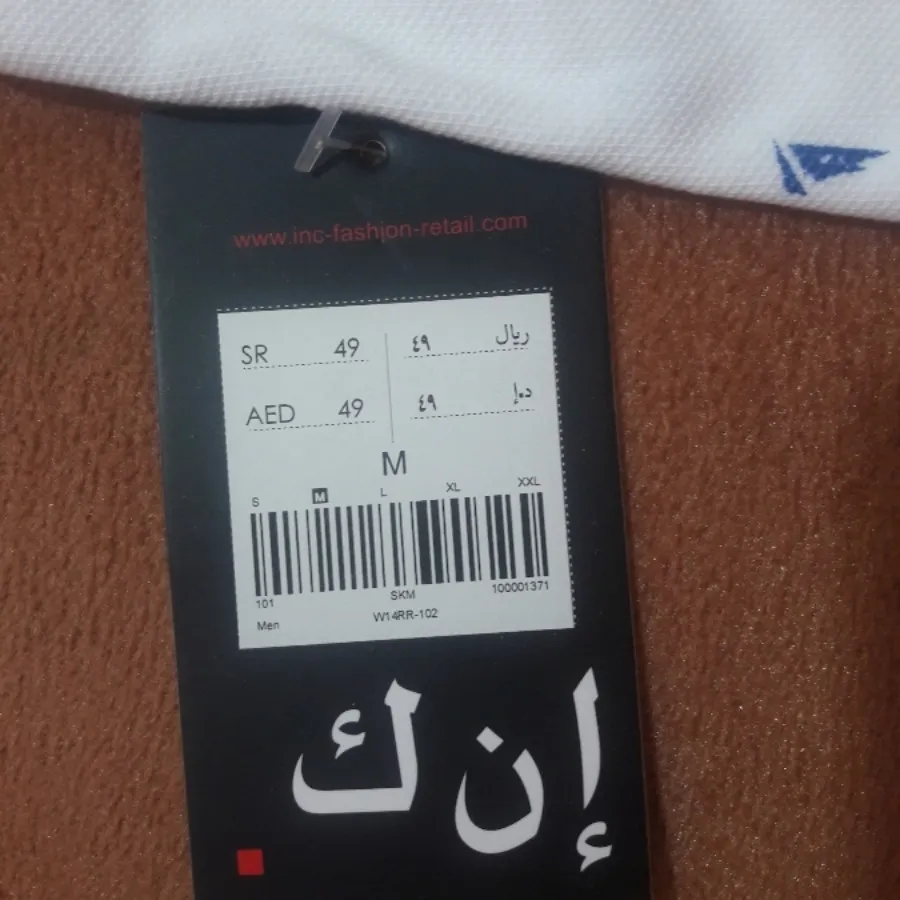 www.inc-fashion-retail.com
SR 49 ٤٩ ريال
AED 49 ٤٩ د.إ
M
S M L XL XXL
101 SKM 100001371
Men W14RR-102
إن ك